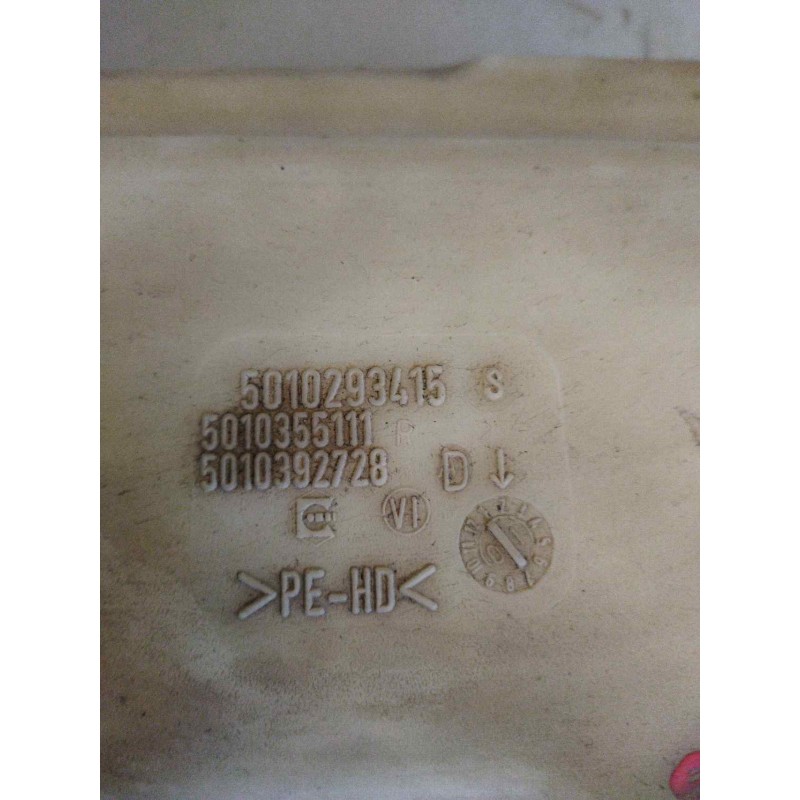 5010293415 S
5010355111 R
5010392728 D ↓
VI
>PE-HD<